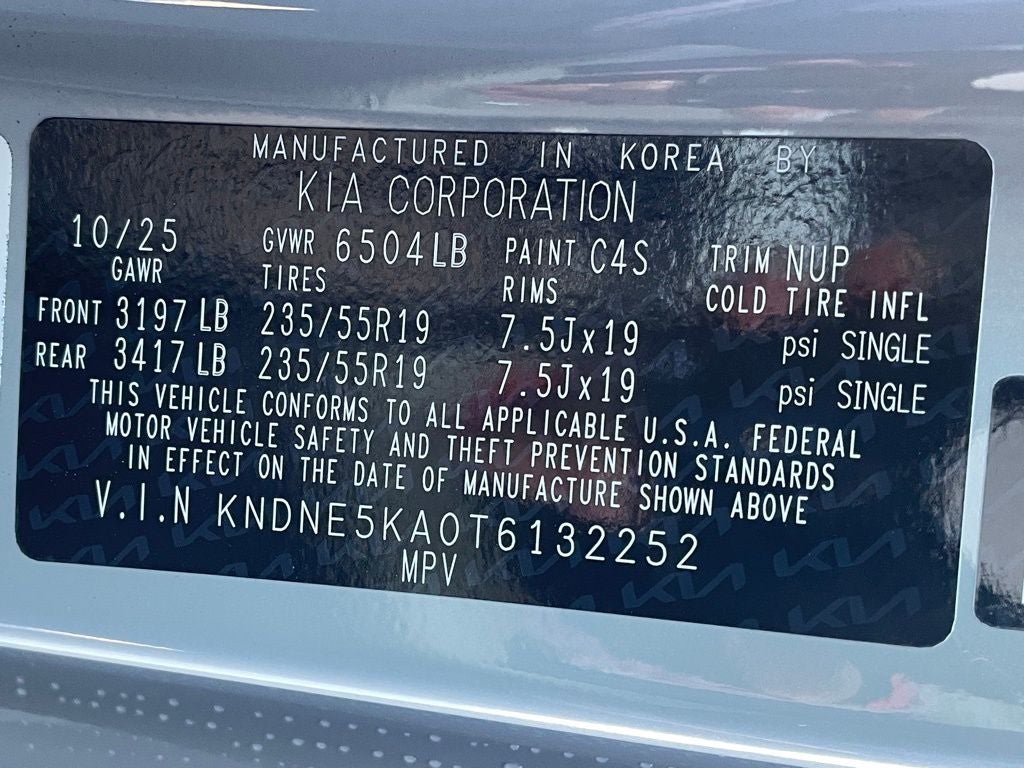 MANUFACTURED IN KOREA BY
KIA CORPORATION
10/25 GVWR 6504LB PAINT C4S TRIM NUP
GAWR TIRES RIMS COLD TIRE INFL
FRONT 3197 LB 235/55R19 7.5Jx19 psi SINGLE
REAR 3417 LB 235/55R19 7.5Jx19 psi SINGLE
THIS VEHICLE CONFORMS TO ALL APPLICABLE U.S.A. FEDERAL
MOTOR VEHICLE SAFETY AND THEFT PREVENTION STANDARDS
IN EFFECT ON THE DATE OF MANUFACTURE SHOWN ABOVE
V.I.N KNDNE5KA0T6132252
MPV